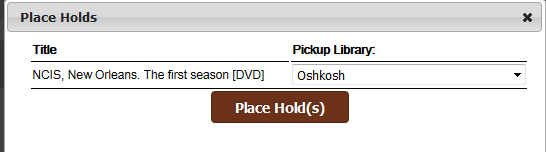 Place Holds
Title Pickup Library:
NCIS, New Orleans. The first season [DVD] Oshkosh
Place Hold(s)